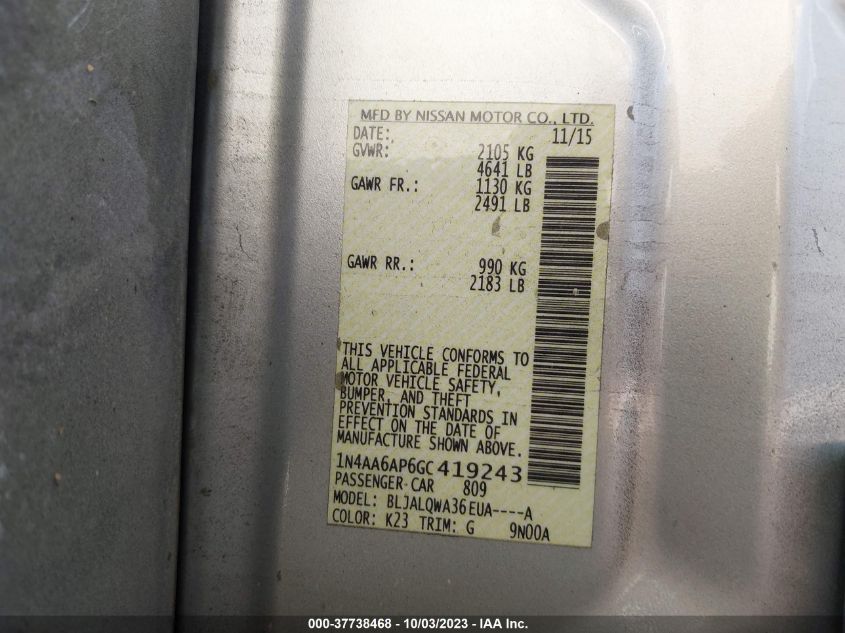 MFD BY NISSAN MOTOR CO., LTD.
DATE: 11/15
GVWR: 2105 KG
4641 LB
GAWR FR.: 1130 KG
2491 LB
GAWR RR.: 990 KG
2183 LB
THIS VEHICLE CONFORMS TO
ALL APPLICABLE FEDERAL
MOTOR VEHICLE SAFETY,
BUMPER, AND THEFT
PREVENTION STANDARDS IN
EFFECT ON THE DATE OF
MANUFACTURE SHOWN ABOVE.
1N4AA6AP6GC419243
PASSENGER CAR 809
MODEL: BLJALQWA36EUA----A
COLOR: K23 TRIM: G 9N00A
000-37738468 - 10/03/2023 - IAA Inc.